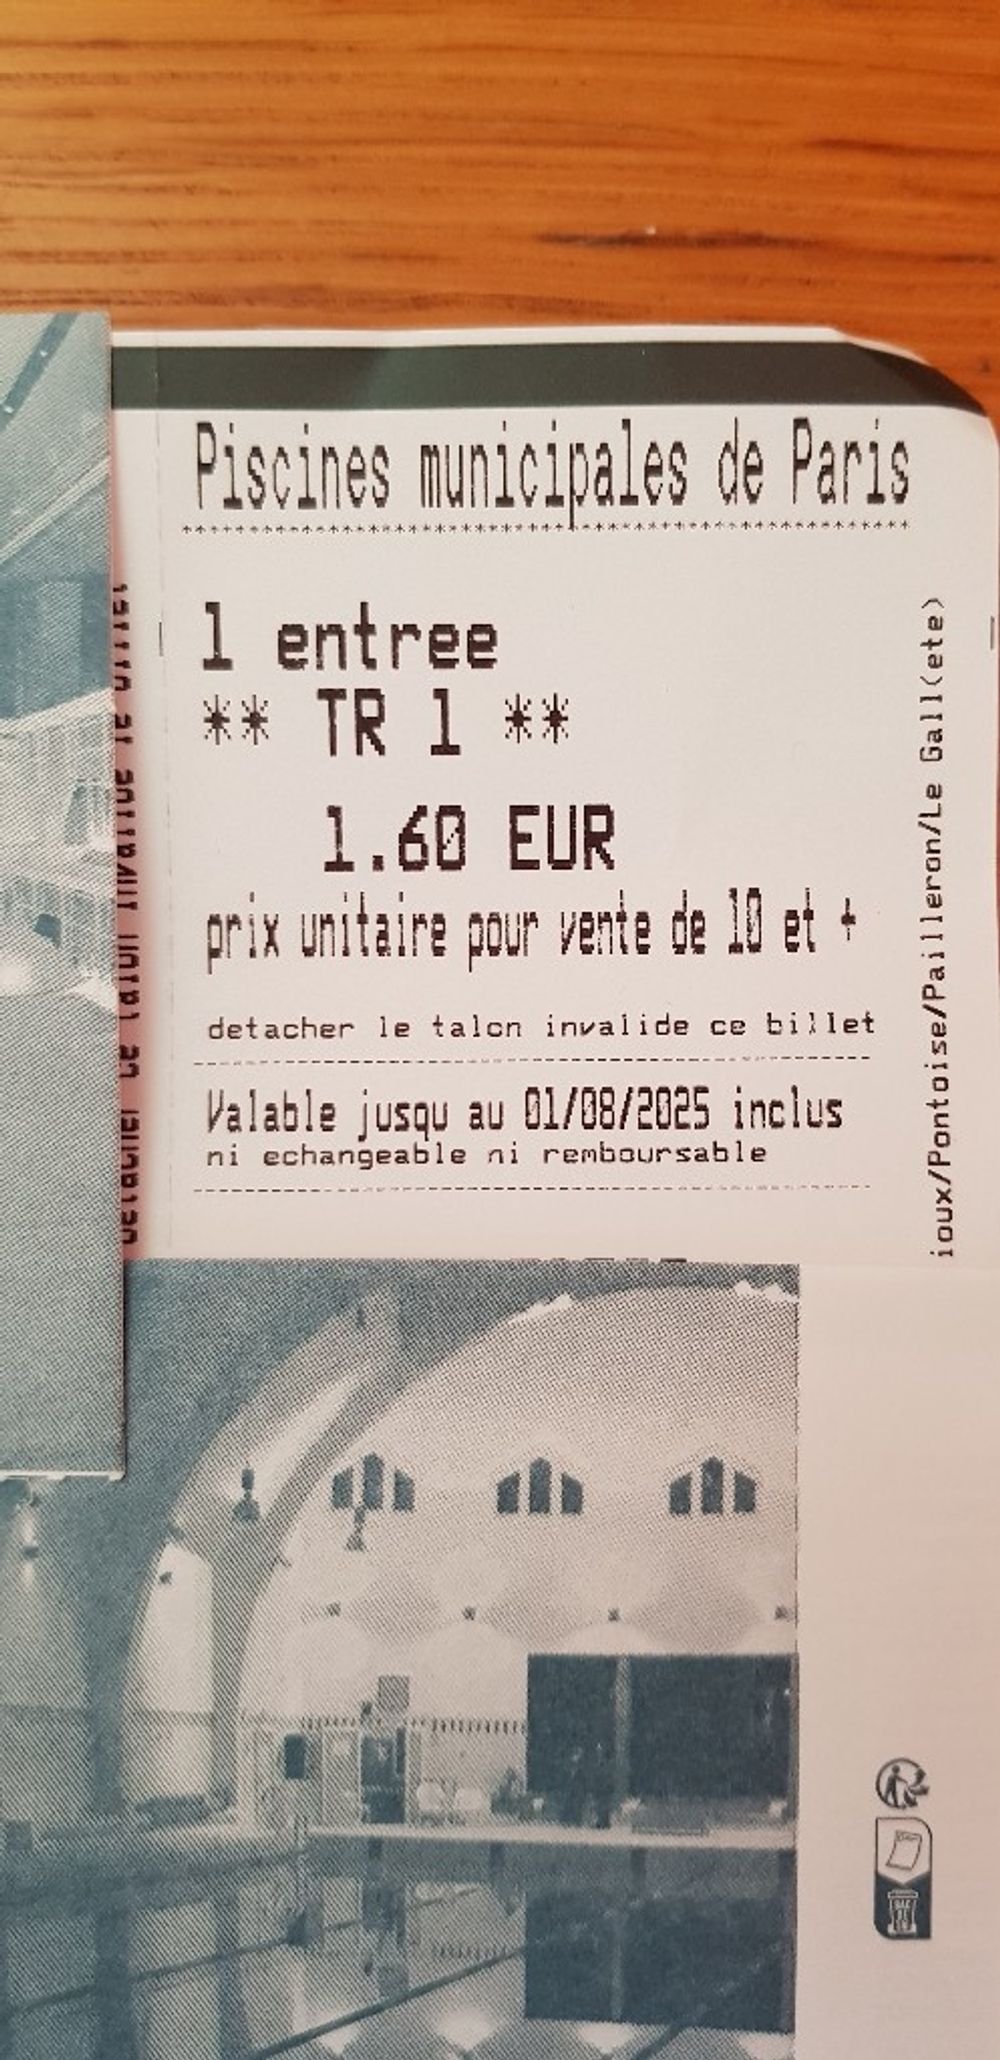 Piscines municipales de Paris
****************************************
1 entree
** TR 1 **
1.60 EUR
prix unitaire pour vente de 10 et +
detacher le talon invalide ce billet
Valable jusqu au 01/08/2025 inclus
ni echangeable ni remboursable
ioux/Pontoise/Pailleron/Le Gall(ete)